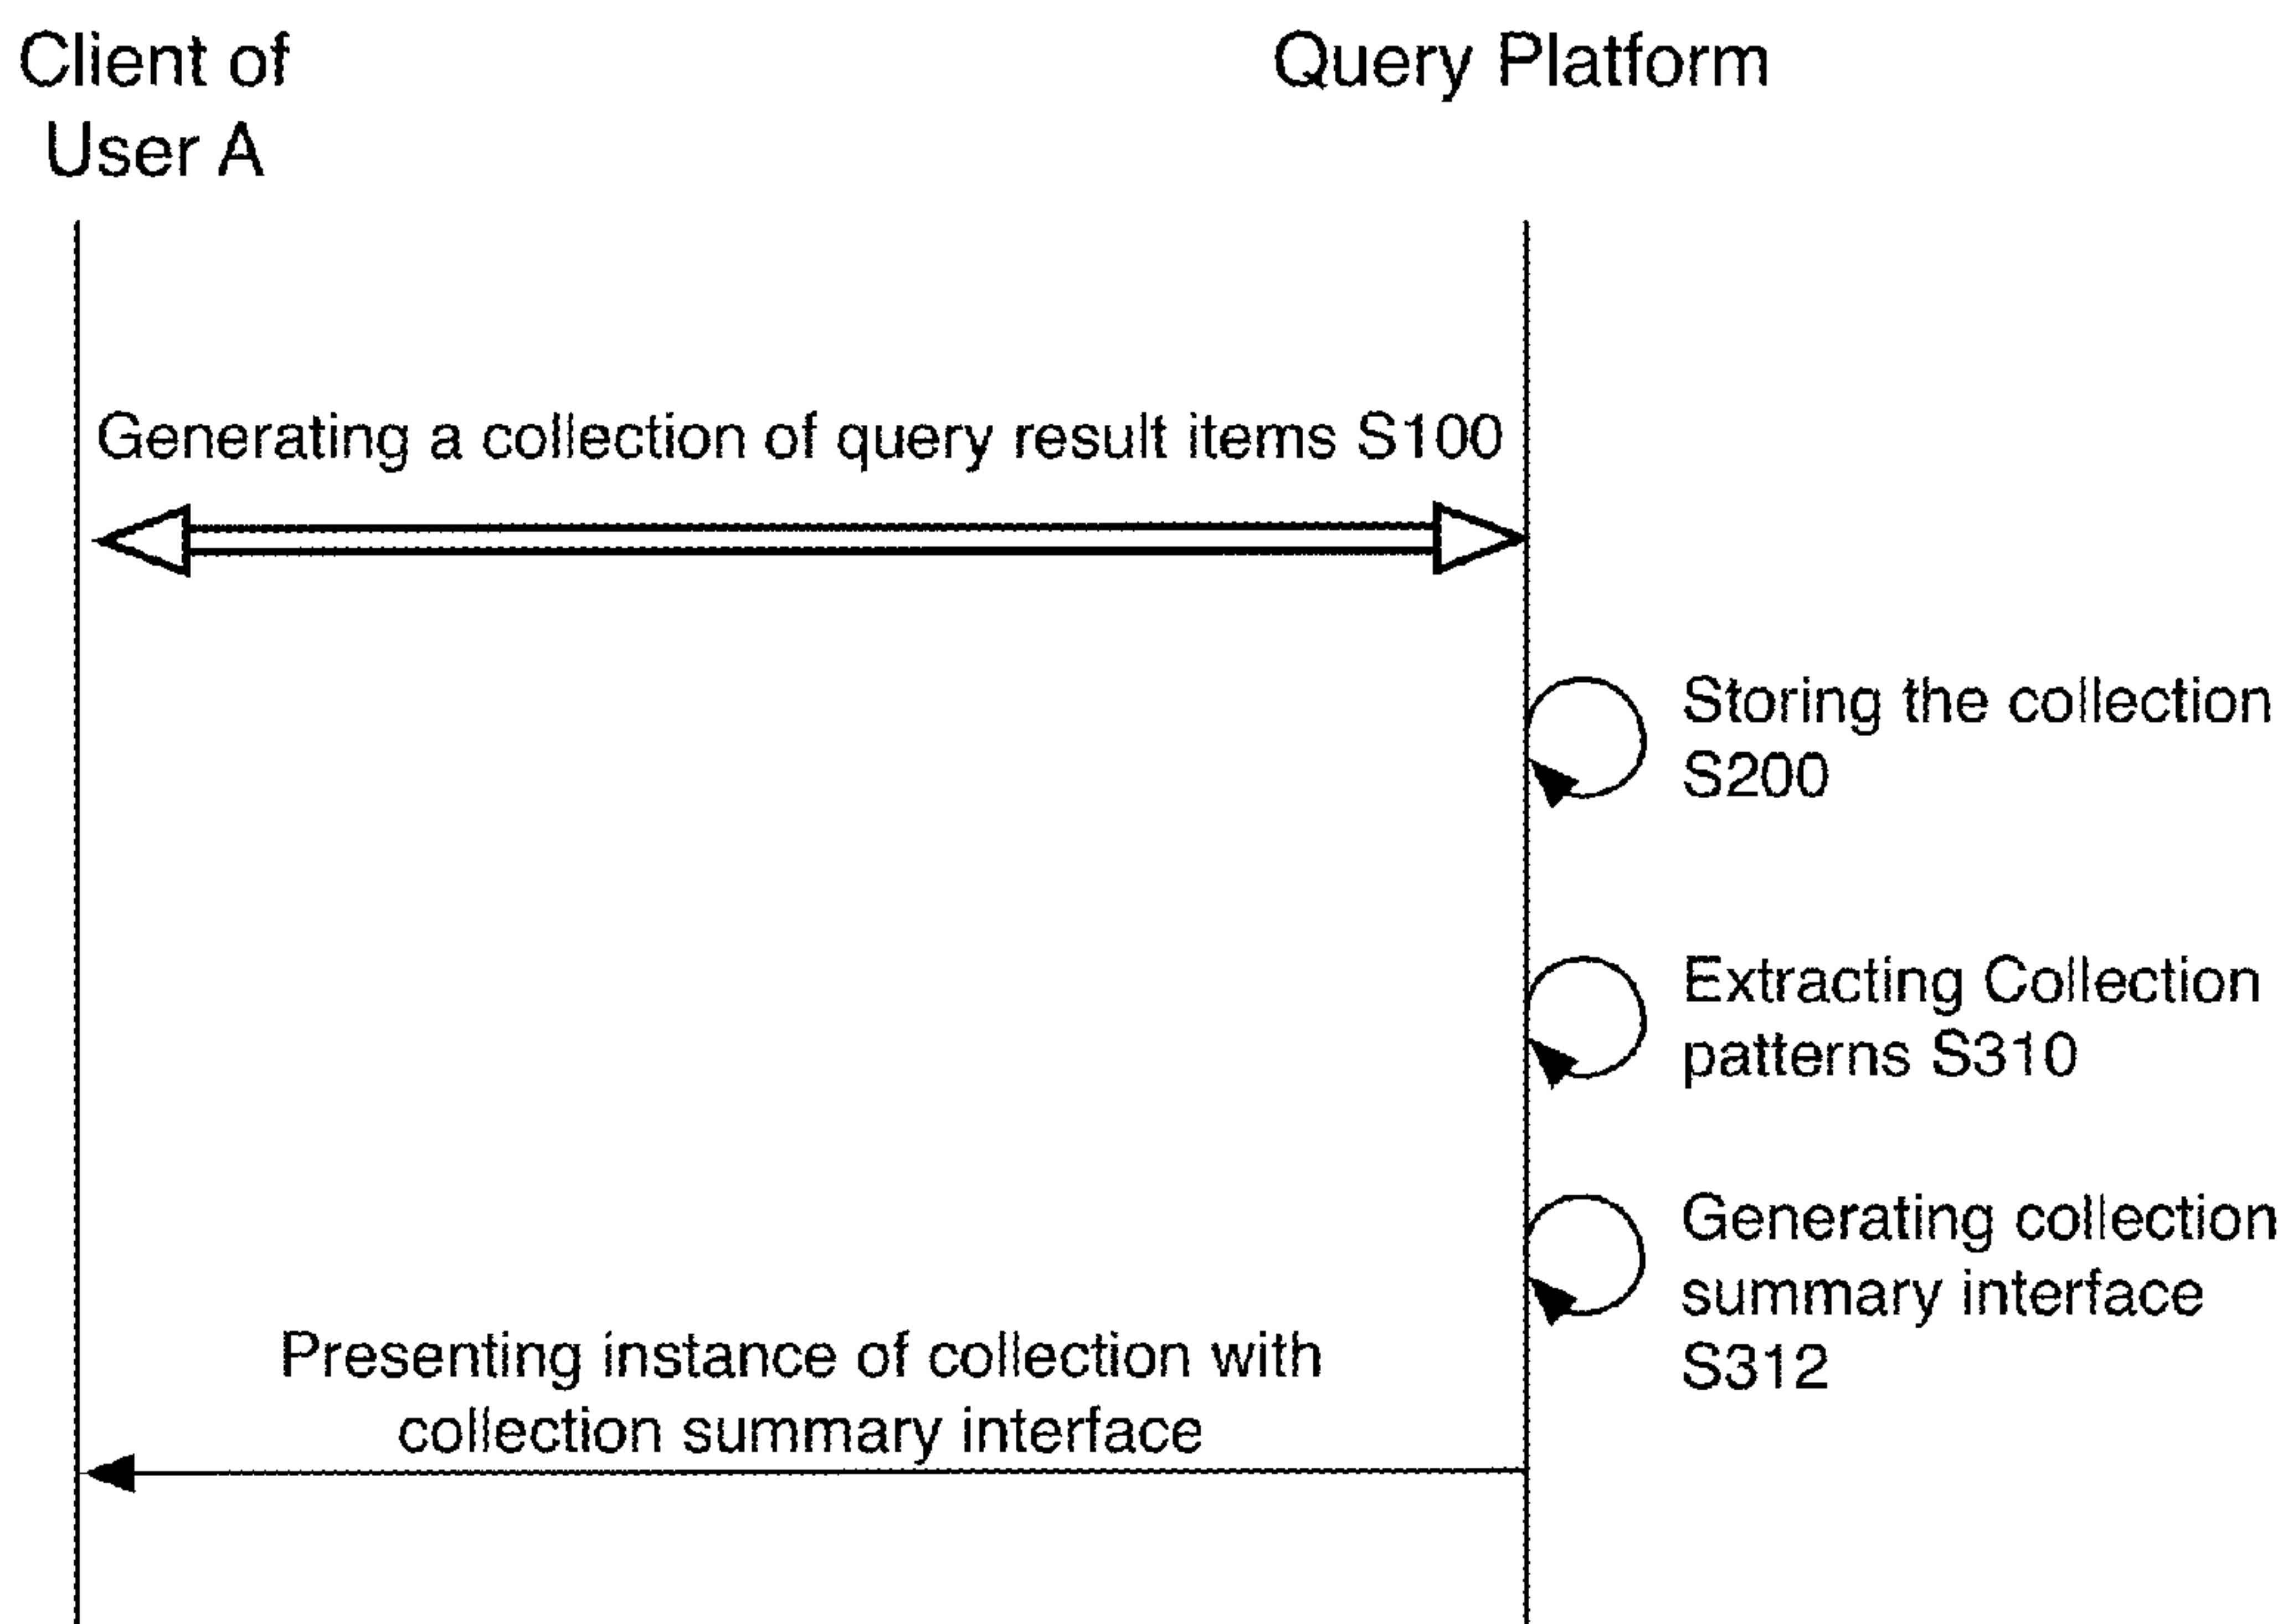 Client of
User A
Query Platform
Generating a collection of query result items S100
Storing the collection
S200
Extracting Collection
patterns S310
Generating collection
summary interface
S312
Presenting instance of collection with
collection summary interface